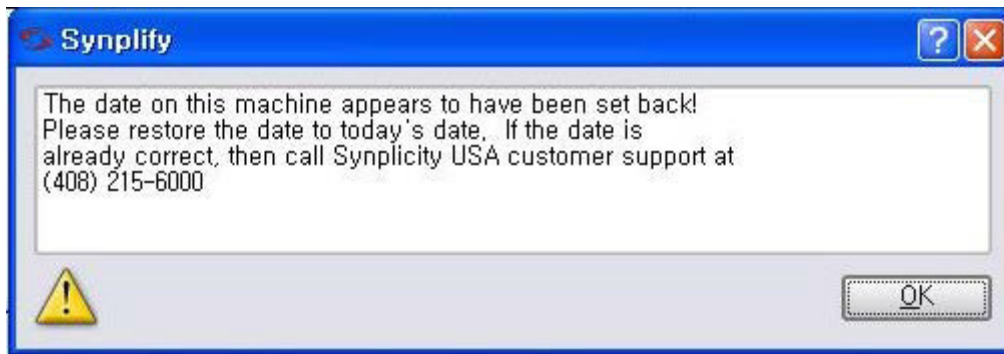 Synplify
The date on this machine appears to have been set back!
Please restore the date to today's date. If the date is
already correct, then call Synplicity USA customer support at
(408) 215-6000
OK